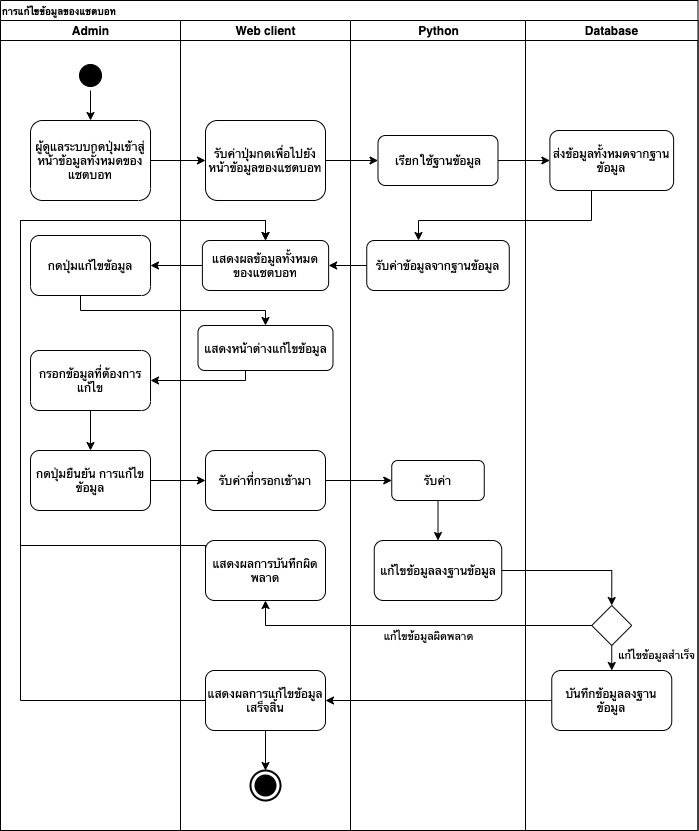 การแก้ไขข้อมูลของแชตบอท
Admin
Web client
Python
Database
ผู้ดูแลระบบกดปุ่มเข้าสู่
หน้าข้อมูลทั้งหมดของ
แชตบอท
รับค่าปุ่มกดเพื่อไปยัง
หน้าข้อมูลของแชตบอท
เรียกใช้ฐานข้อมูล
ส่งข้อมูลทั้งหมดจากฐาน
ข้อมูล
กดปุ่มแก้ไขข้อมูล
แสดงผลข้อมูลทั้งหมด
ของแชตบอท
รับค่าข้อมูลจากฐานข้อมูล
แสดงหน้าต่างแก้ไขข้อมูล
กรอกข้อมูลที่ต้องการ
แก้ไข
กดปุ่มยืนยัน การแก้ไข
ข้อมูล
รับค่าที่กรอกเข้ามา
รับค่า
แสดงผลการบันทึกผิด
พลาด
แก้ไขข้อมูลลงฐานข้อมูล
แก้ไขข้อมูลผิดพลาด
แก้ไขข้อมูลสำเร็จ
แสดงผลการแก้ไขข้อมูล
เสร็จสิ้น
บันทึกข้อมูลลงฐาน
ข้อมูล